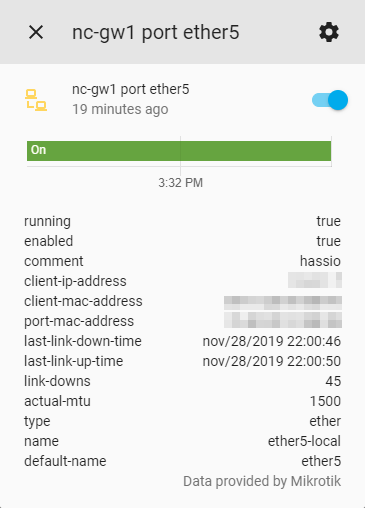 nc-gw1 port ether5
nc-gw1 port ether5
19 minutes ago
On
3:32 PM
running true
enabled true
comment hassio
client-ip-address
client-mac-address
port-mac-address
last-link-down-time nov/28/2019 22:00:46
last-link-up-time nov/28/2019 22:00:50
link-downs 45
actual-mtu 1500
type ether
name ether5-local
default-name ether5
Data provided by Mikrotik